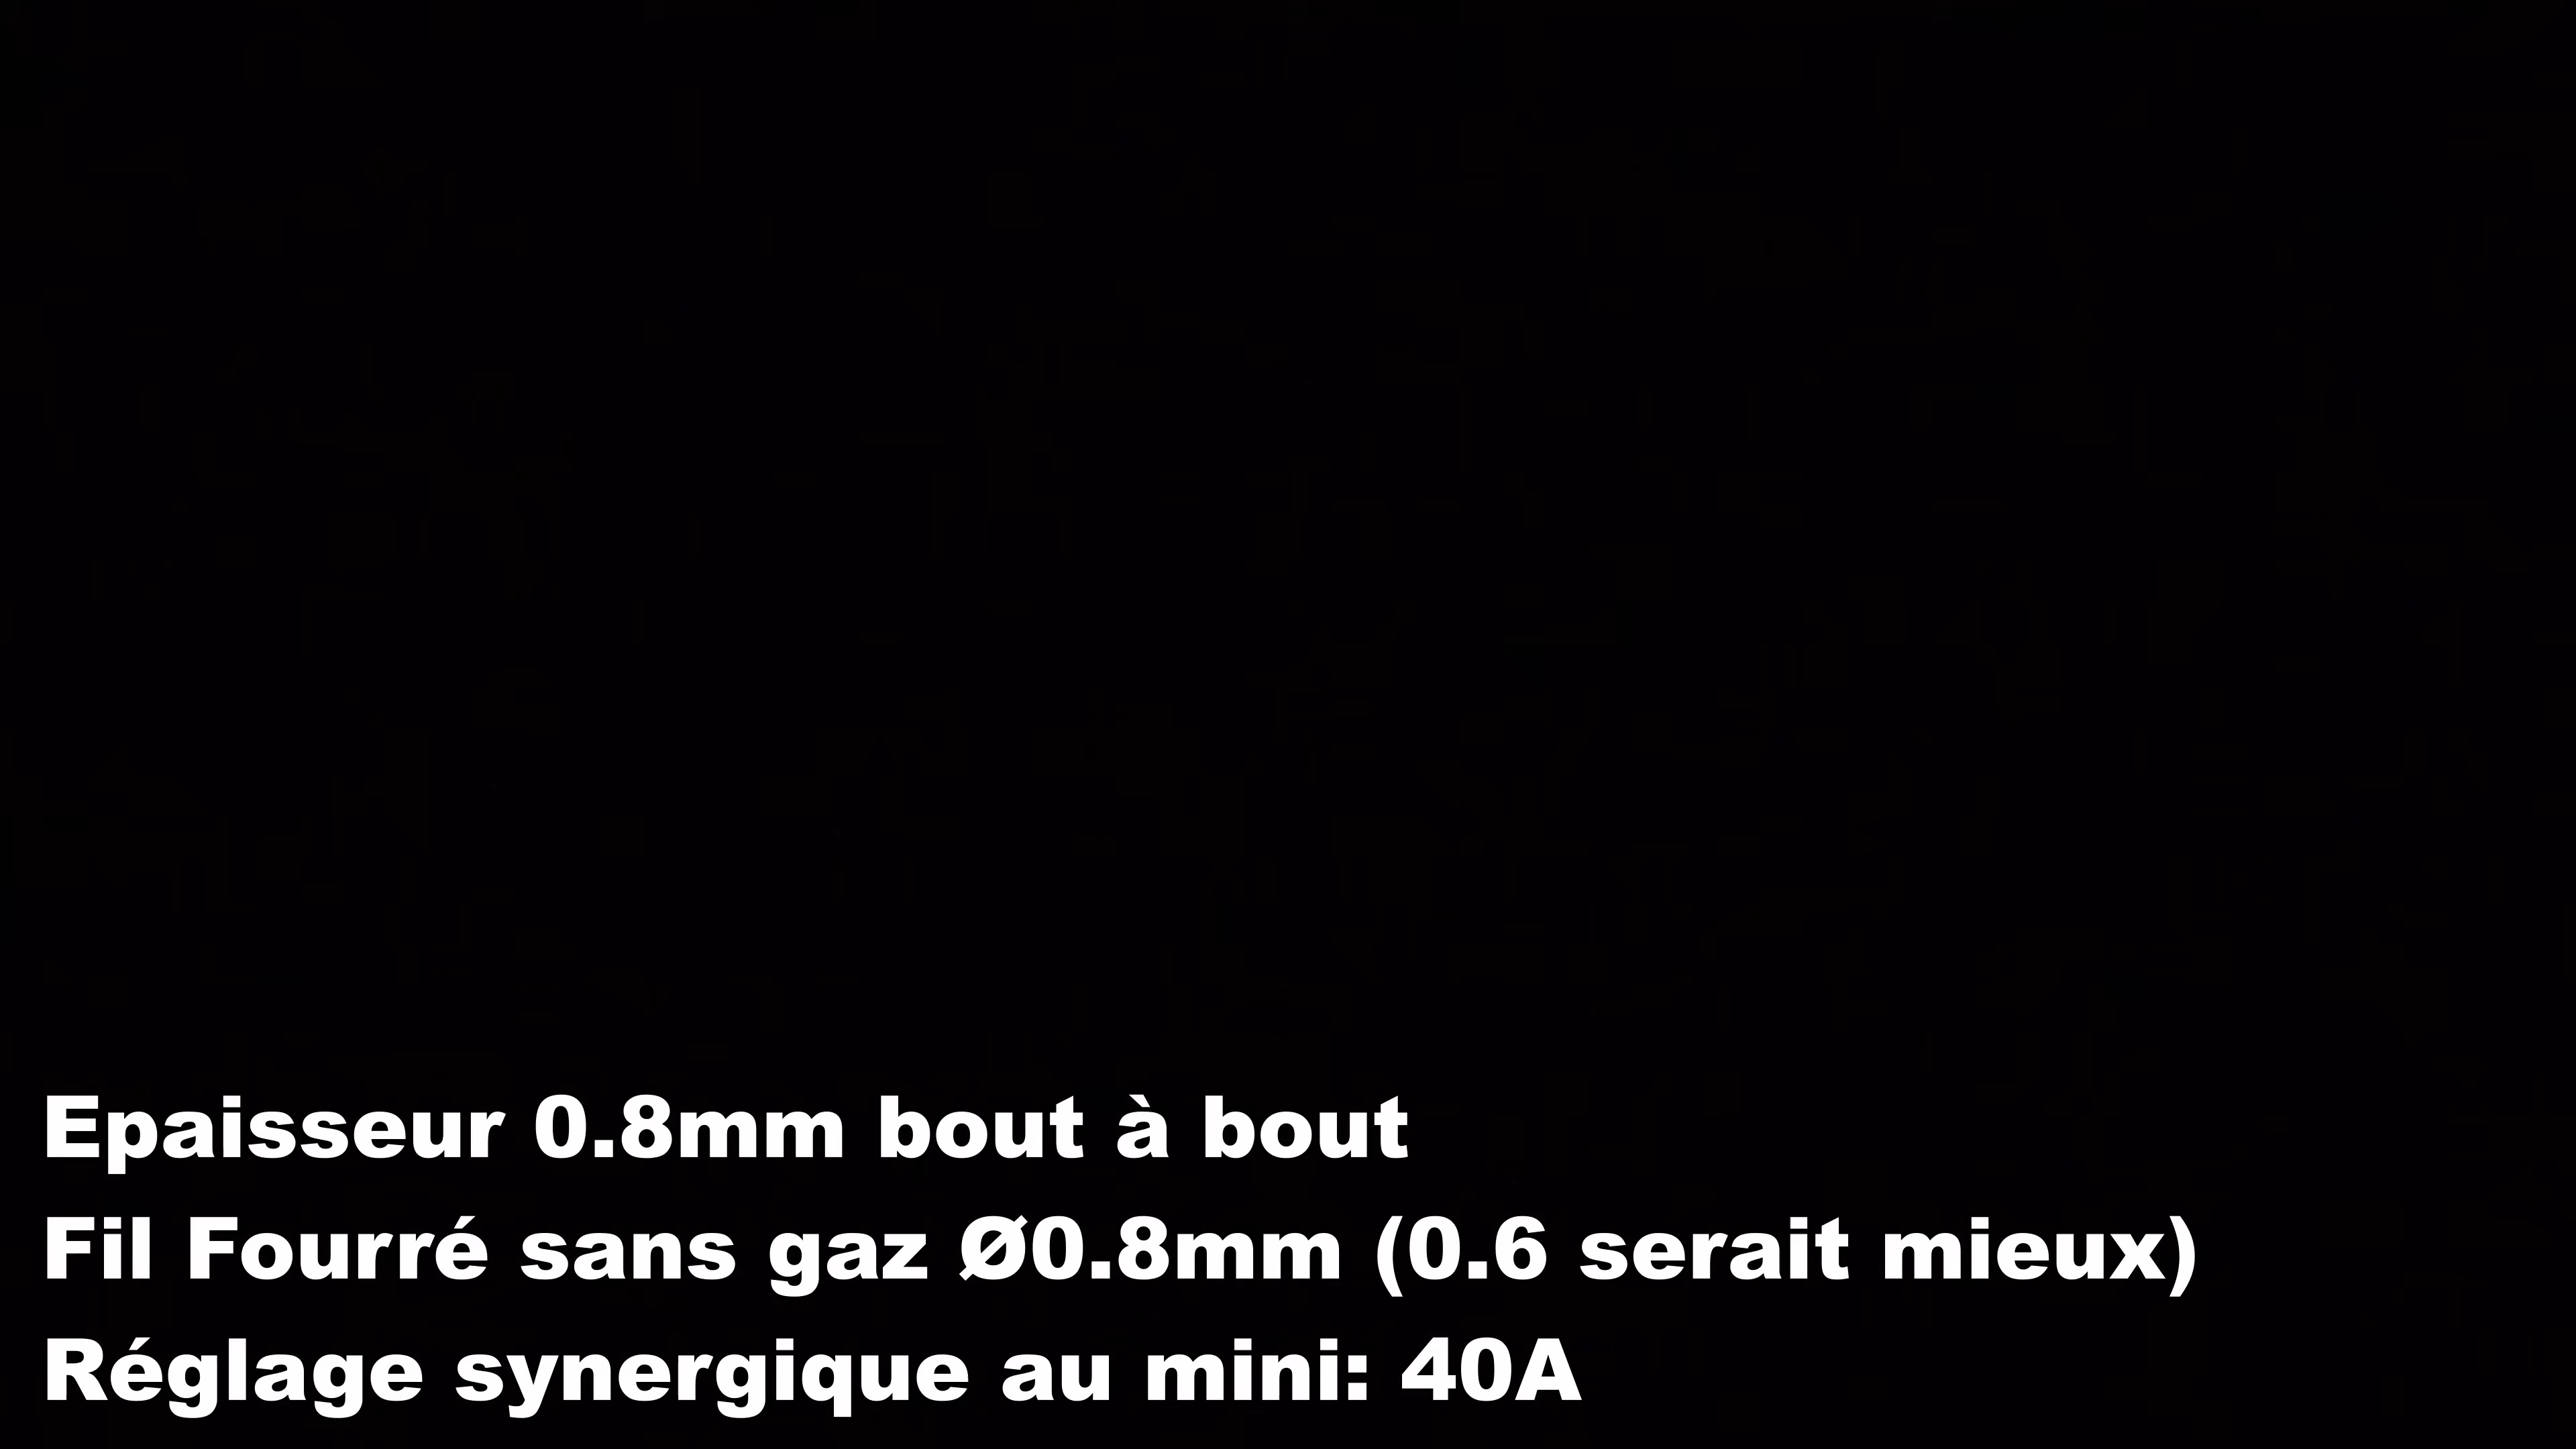 Epaisseur 0.8mm bout à bout
Fil Fourré sans gaz Ø0.8mm (0.6 serait mieux)
Réglage synergique au mini: 40A